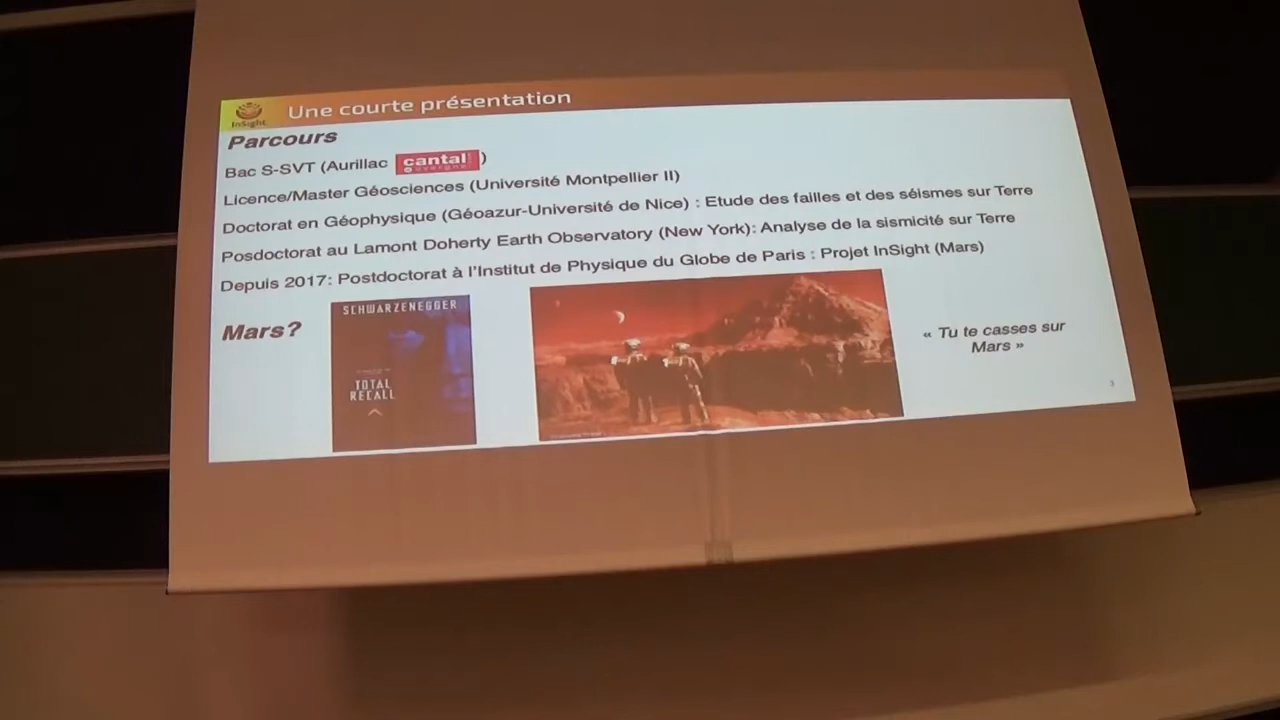 InSight
Une courte présentation
Parcours
Bac S-SVT (Aurillac cantal auvergne)
Licence/Master Géosciences (Université Montpellier II)
Doctorat en Géophysique (Géoazur-Université de Nice) : Etude des failles et des séismes sur Terre
Posdoctorat au Lamont Doherty Earth Observatory (New York): Analyse de la sismicité sur Terre
Depuis 2017: Postdoctorat à l'Institut de Physique du Globe de Paris : Projet InSight (Mars)
Mars?
SCHWARZENEGGER
TOTAL
RECALL
« Tu te casses sur
Mars »
3